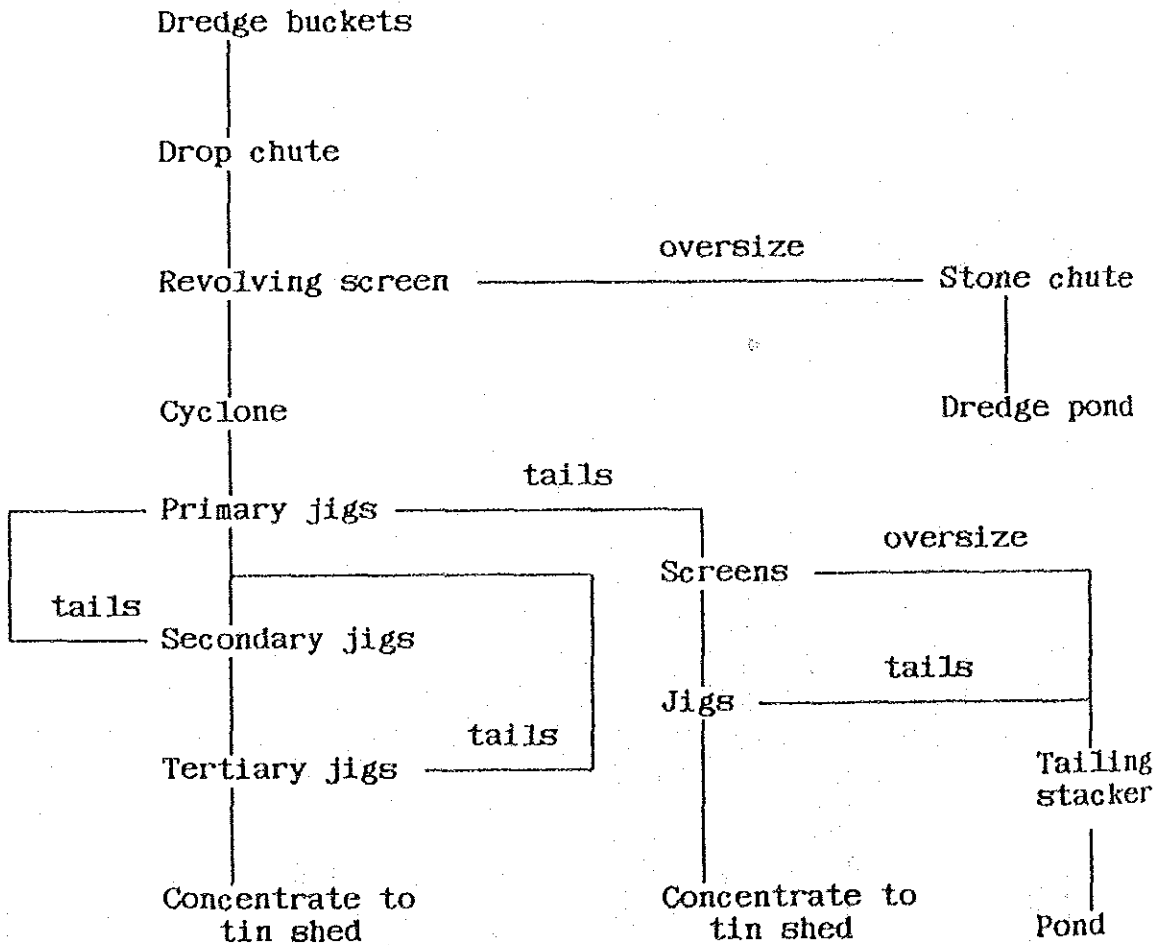 Dredge buckets
Drop chute
oversize
Revolving screen
Stone chute
Cyclone
Dredge pond
tails
Primary jigs
oversize
Screens
tails
Secondary jigs
tails
Jigs
tails
Tertiary jigs
Tailing
stacker
Concentrate to
tin shed
Concentrate to
tin shed
Pond